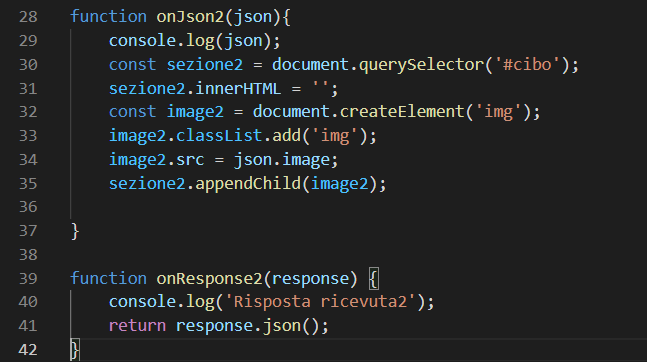 28 function onJson2(json){
29     console.log(json);
30     const sezione2 = document.querySelector('#cibo');
31     sezione2.innerHTML = '';
32     const image2 = document.createElement('img');
33     image2.classList.add('img');
34     image2.src = json.image;
35     sezione2.appendChild(image2);
36
37 }
38
39 function onResponse2(response) {
40     console.log('Risposta ricevuta2');
41     return response.json();
42 }